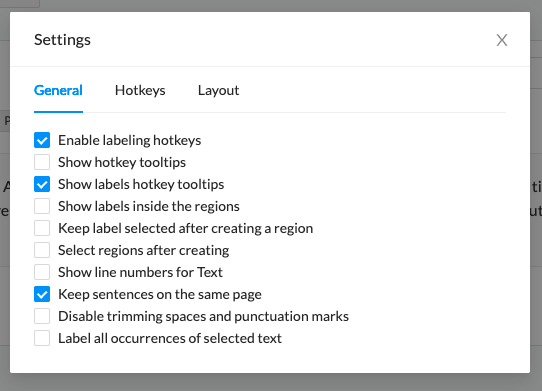 Settings
General Hotkeys Layout
Enable labeling hotkeys
Show hotkey tooltips
Show labels hotkey tooltips
Show labels inside the regions
Keep label selected after creating a region
Select regions after creating
Show line numbers for Text
Keep sentences on the same page
Disable trimming spaces and punctuation marks
Label all occurrences of selected text